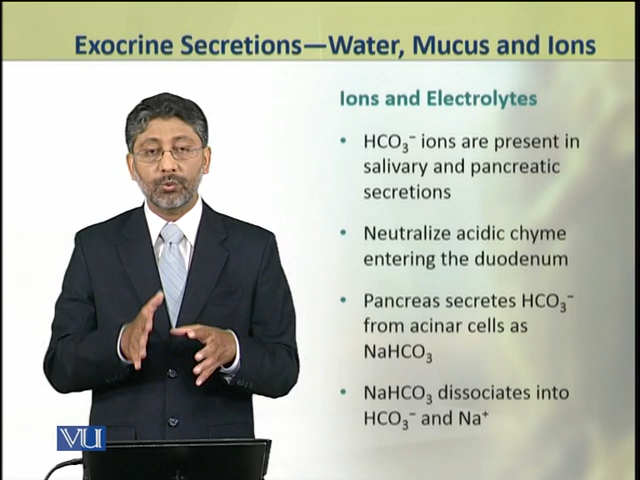 Exocrine Secretions—Water, Mucus and Ions
Ions and Electrolytes
• HCO₃⁻ ions are present in
salivary and pancreatic
secretions
• Neutralize acidic chyme
entering the duodenum
• Pancreas secretes HCO₃⁻
from acinar cells as
NaHCO₃
• NaHCO₃ dissociates into
HCO₃⁻ and Na⁺
VU